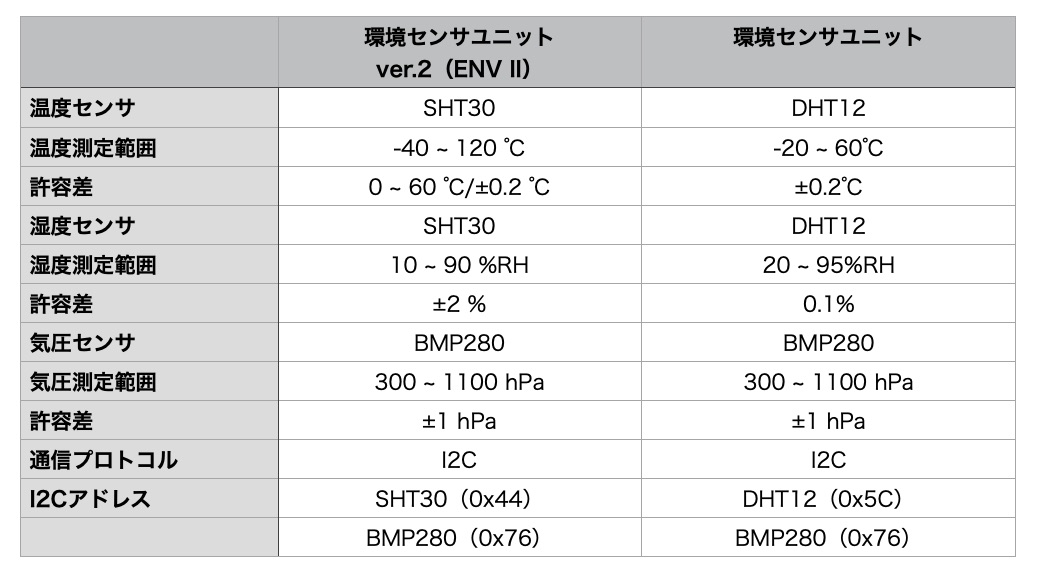 環境センサユニット
ver.2（ENV II） 環境センサユニット
温度センサ SHT30 DHT12
温度測定範囲 -40 ~ 120 ℃ -20 ~ 60℃
許容差 0 ~ 60 ℃/±0.2 ℃ ±0.2℃
湿度センサ SHT30 DHT12
湿度測定範囲 10 ~ 90 %RH 20 ~ 95%RH
許容差 ±2 % 0.1%
気圧センサ BMP280 BMP280
気圧測定範囲 300 ~ 1100 hPa 300 ~ 1100 hPa
許容差 ±1 hPa ±1 hPa
通信プロトコル I2C I2C
I2Cアドレス SHT30（0x44） DHT12（0x5C）
BMP280（0x76） BMP280（0x76）